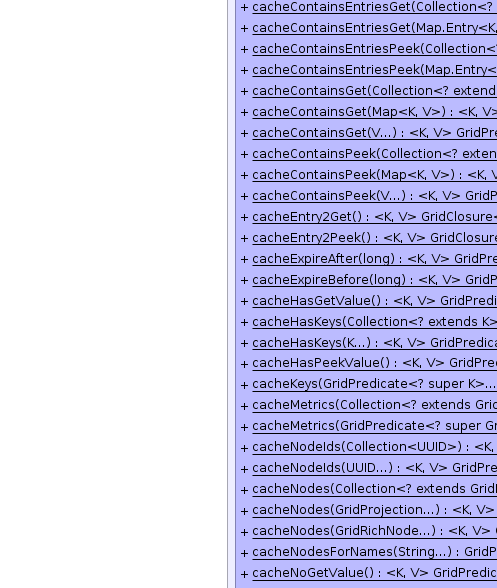 + cacheContainsEntriesGet(Collection<?
+ cacheContainsEntriesGet(Map.Entry<K,
+ cacheContainsEntriesPeek(Collection<?
+ cacheContainsEntriesPeek(Map.Entry<
+ cacheContainsGet(Collection<? extend
+ cacheContainsGet(Map<K, V>) : <K, V>
+ cacheContainsGet(V...) : <K, V> GridPre
+ cacheContainsPeek(Collection<? exten
+ cacheContainsPeek(Map<K, V>) : <K, V
+ cacheContainsPeek(V...) : <K, V> GridP
+ cacheEntry2Get() : <K, V> GridClosure<
+ cacheEntry2Peek() : <K, V> GridClosure
+ cacheExpireAfter(long) : <K, V> GridPre
+ cacheExpireBefore(long) : <K, V> GridP
+ cacheHasGetValue() : <K, V> GridPredi
+ cacheHasKeys(Collection<? extends K>
+ cacheHasKeys(K...) : <K, V> GridPredica
+ cacheHasPeekValue() : <K, V> GridPred
+ cacheKeys(GridPredicate<? super K>...
+ cacheMetrics(Collection<? extends Grid
+ cacheMetrics(GridPredicate<? super Gr
+ cacheNodeIds(Collection<UUID>) : <K,
+ cacheNodeIds(UUID...) : <K, V> GridPre
+ cacheNodes(Collection<? extends Grid
+ cacheNodes(GridProjection...) : <K, V>
+ cacheNodes(GridRichNode...) : <K, V>
+ cacheNodesForNames(String...) : GridP
+ cacheNoGetValue() : <K, V> GridPredic